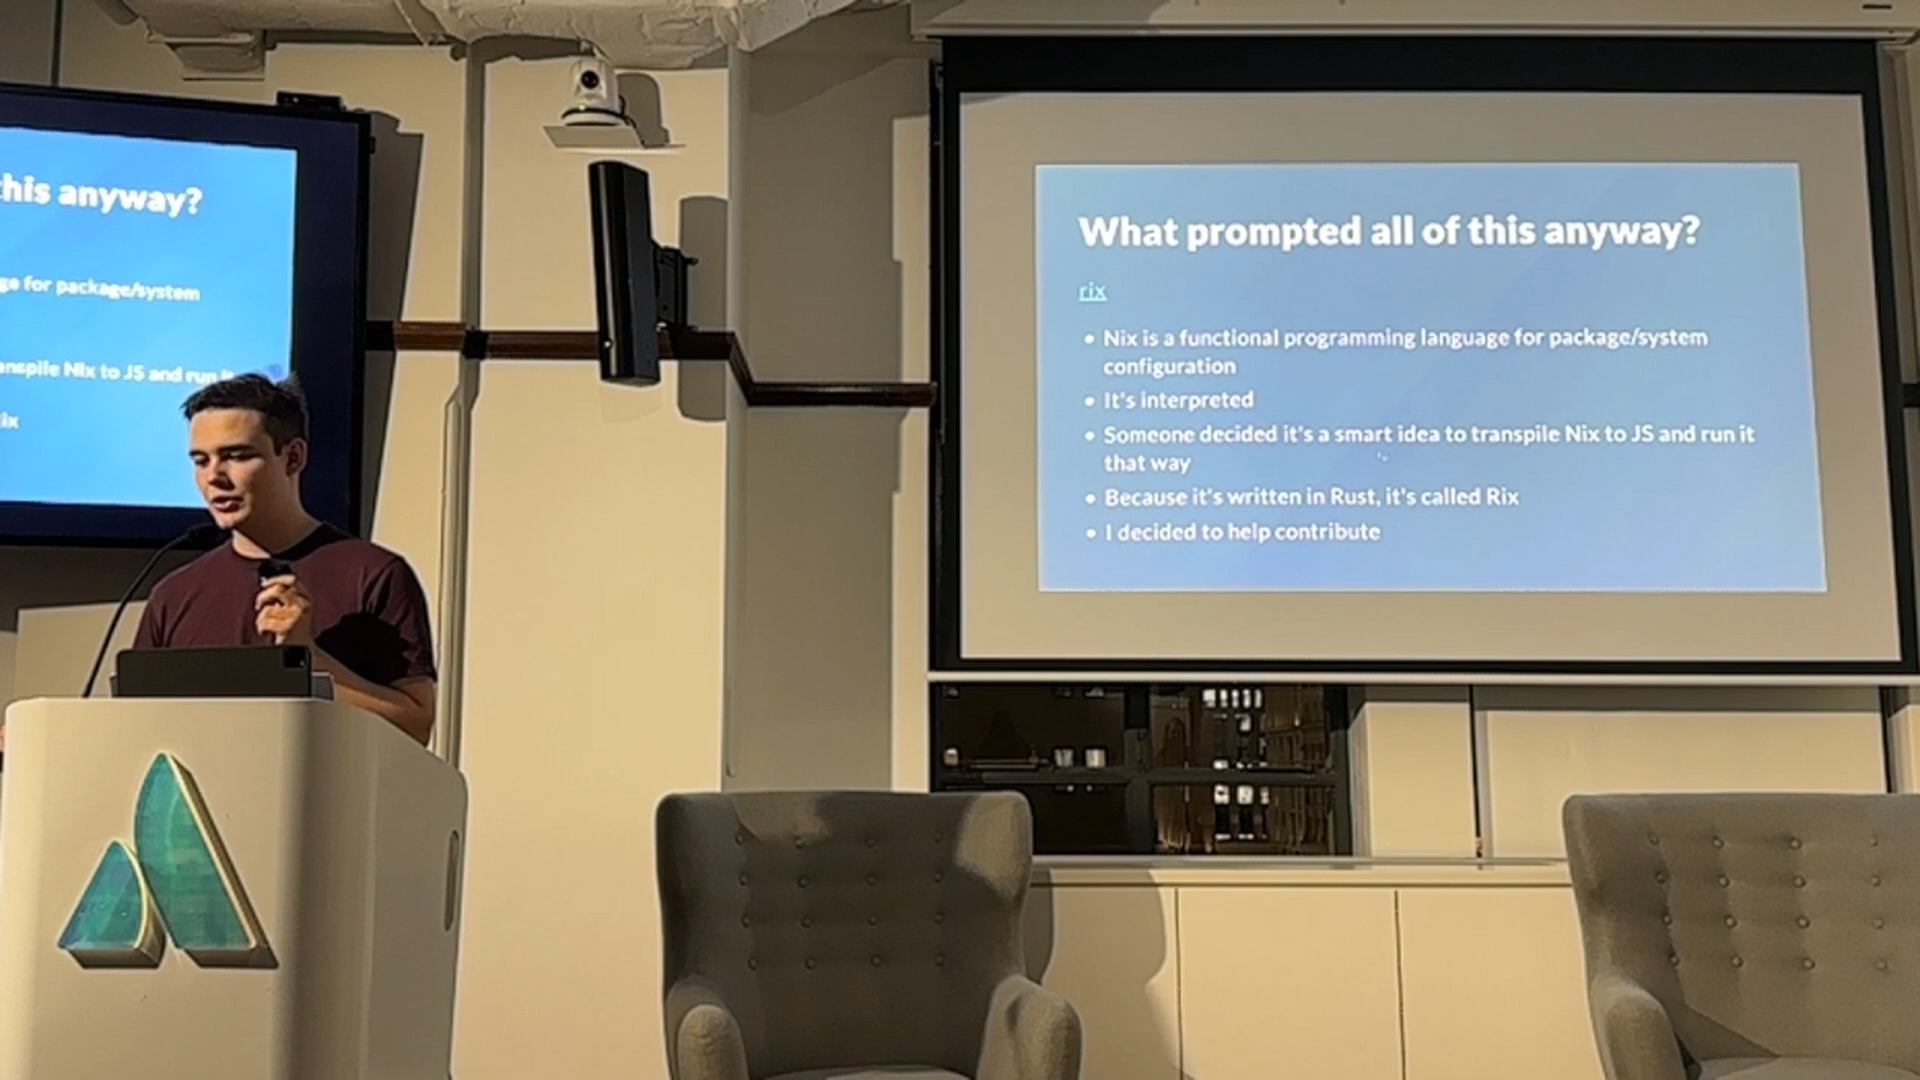 this anyway?
ge for package/system
anspile Nix to JS and run it
ix
What prompted all of this anyway?
rix
• Nix is a functional programming language for package/system
configuration
• It's interpreted
• Someone decided it's a smart idea to transpile Nix to JS and run it
that way
• Because it's written in Rust, it's called Rix
• I decided to help contribute